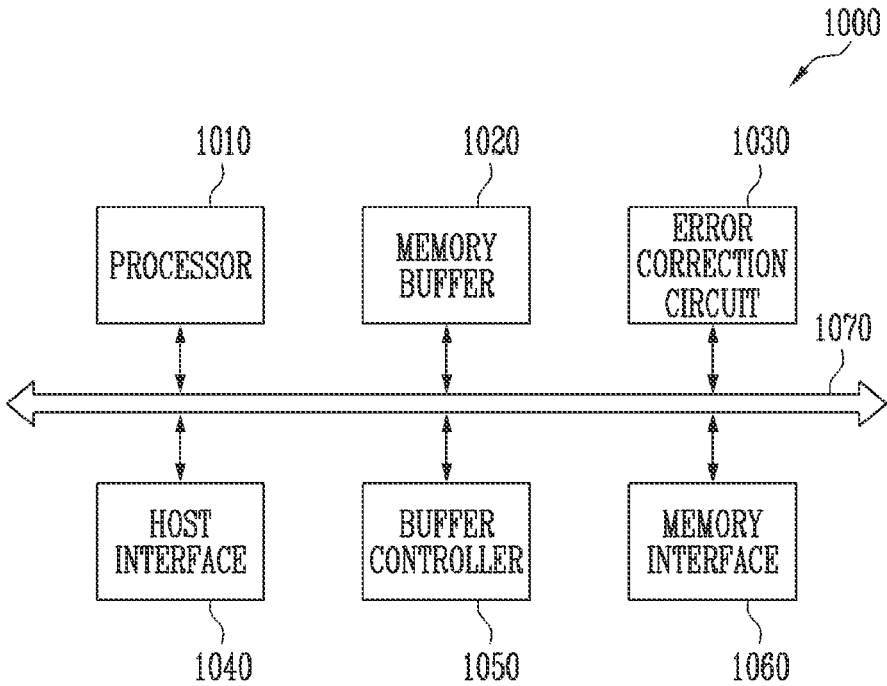 1000
1010
1020
1030
PROCESSOR
MEMORY
BUFFER
ERROR
CORRECTION
CIRCUIT
1070
HOST
INTERFACE
BUFFER
CONTROLLER
MEMORY
INTERFACE
1040
1050
1060